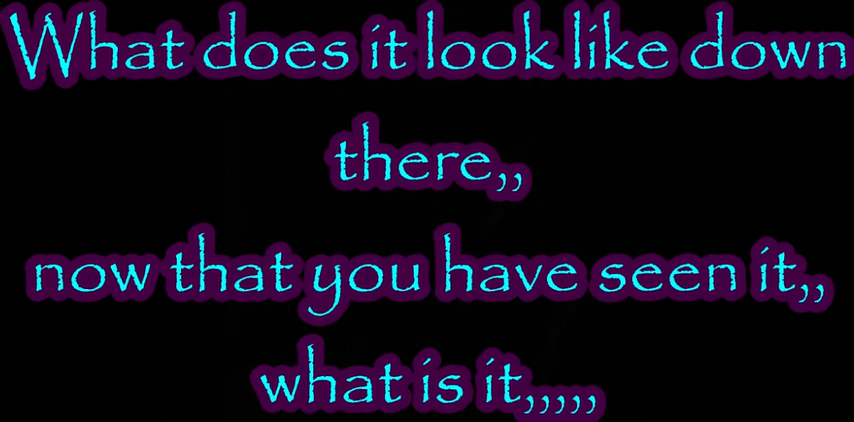 What does it look like down
there,,
now that you have seen it,,
what is it,,,,,